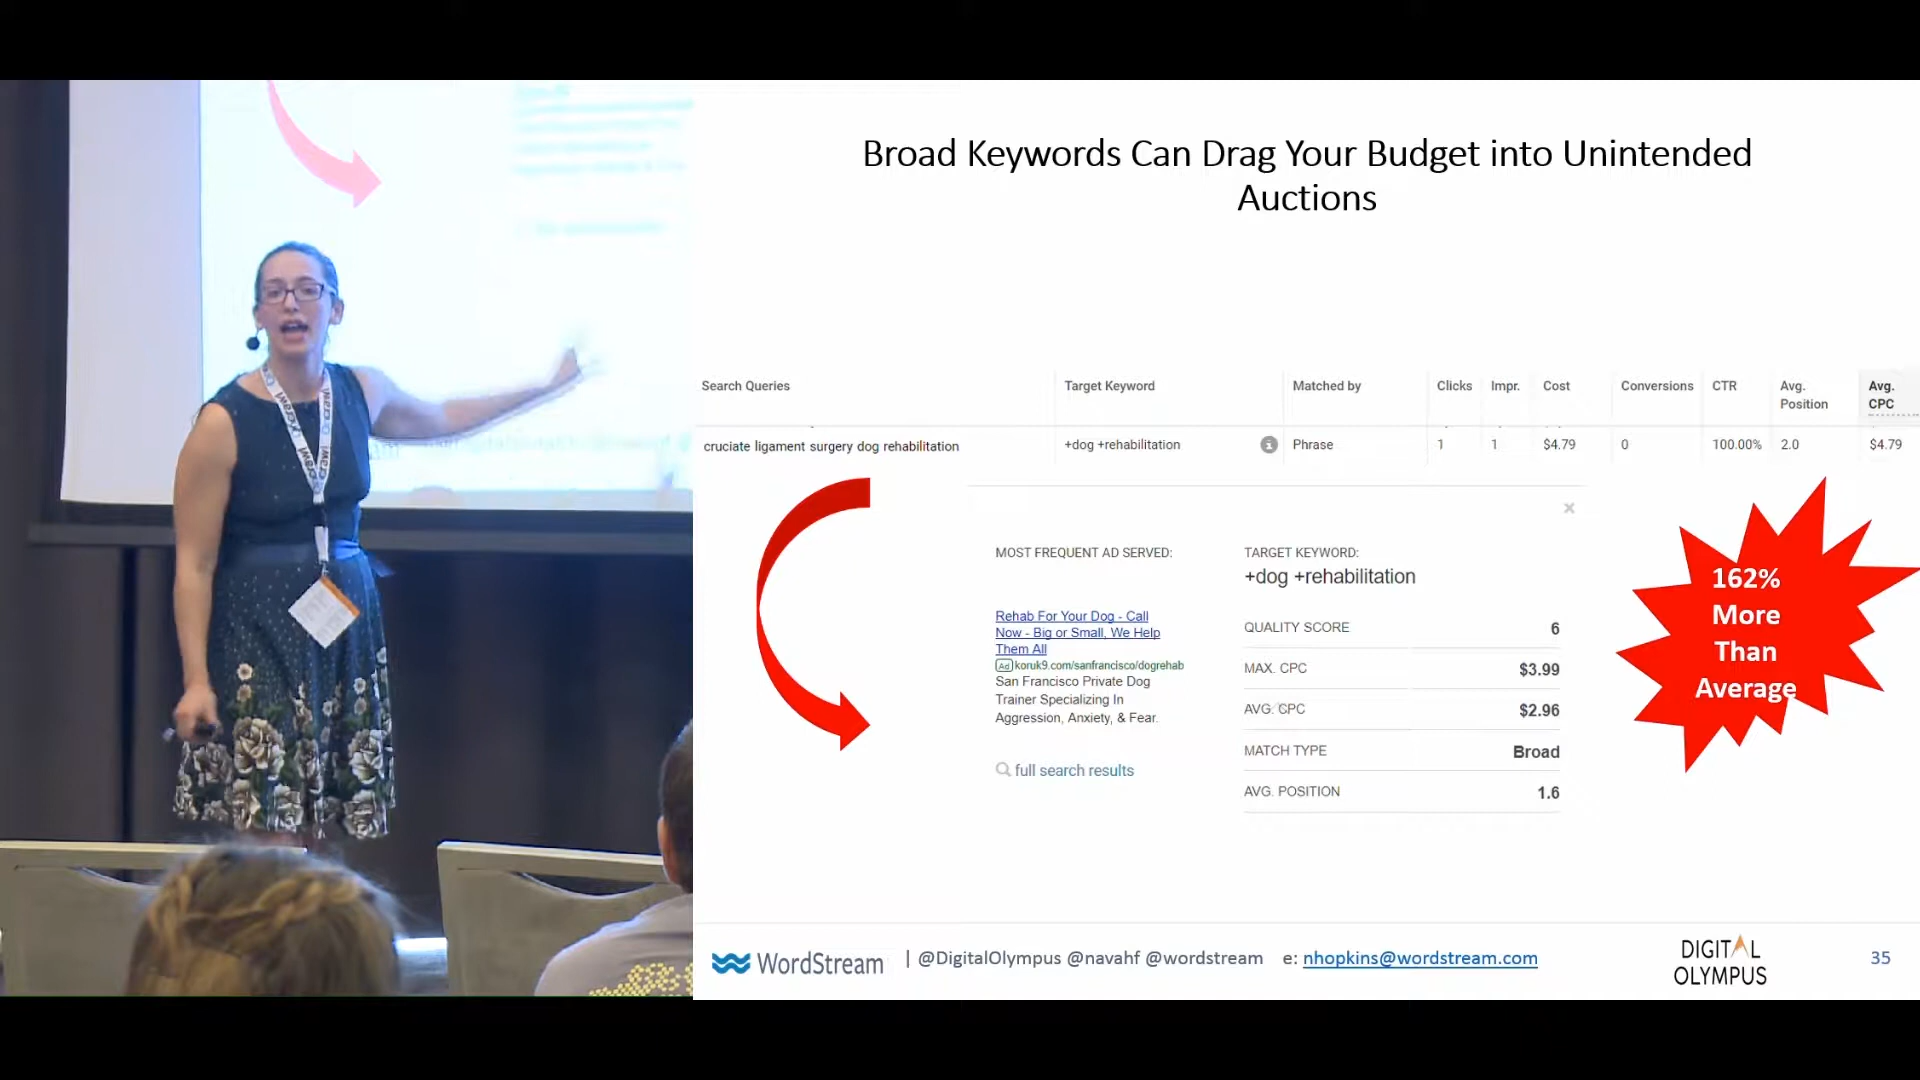 Broad Keywords Can Drag Your Budget into Unintended
Auctions
Search Queries Target Keyword Matched by Clicks Impr. Cost Conversions CTR Avg. Position Avg. CPC
cruciate ligament surgery dog rehabilitation +dog +rehabilitation Phrase 1 1 $4.79 0 100.00% 2.0 $4.79
MOST FREQUENT AD SERVED:
Rehab For Your Dog - Call
Now - Big or Small, We Help
Them All
Ad koruk9.com/sanfrancisco/dogrehab
San Francisco Private Dog
Trainer Specializing In
Aggression, Anxiety, & Fear.
full search results
TARGET KEYWORD:
+dog +rehabilitation
QUALITY SCORE 6
MAX. CPC $3.99
AVG. CPC $2.96
MATCH TYPE Broad
AVG. POSITION 1.6
162%
More
Than
Average
WordStream | @DigitalOlympus @navahf @wordstream e: nhopkins@wordstream.com
DIGITAL
OLYMPUS
35
oncrawl